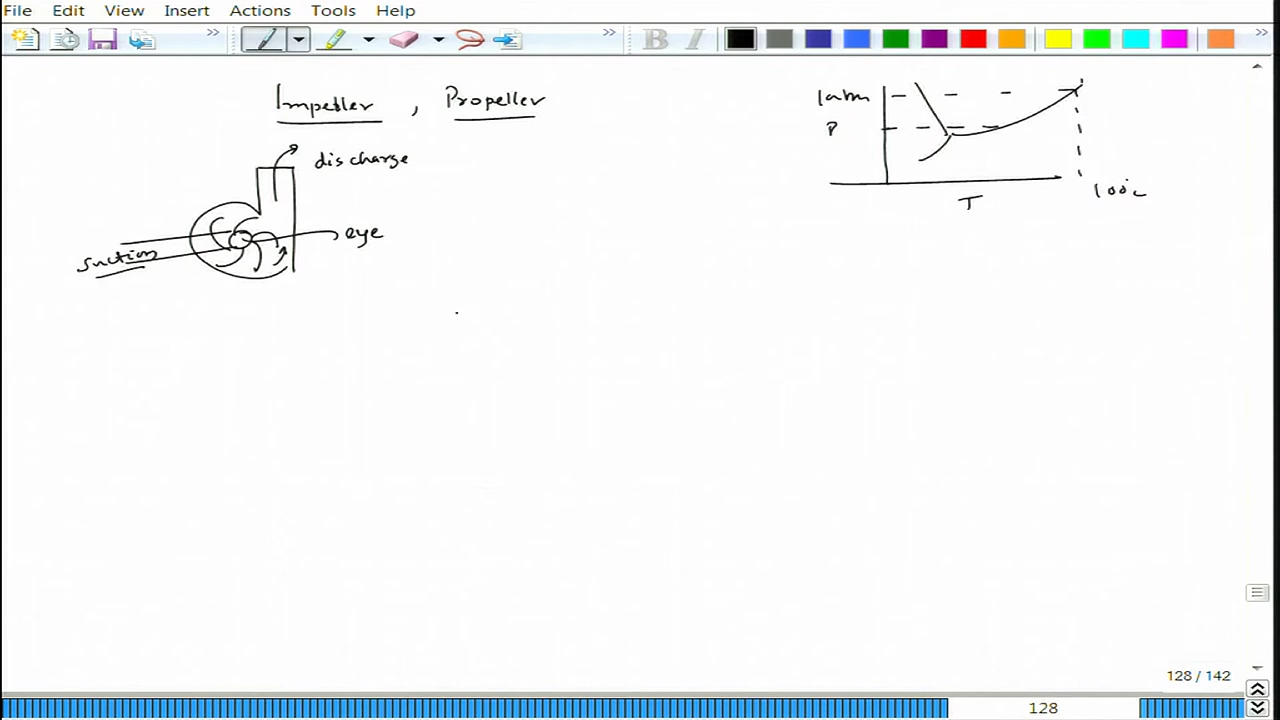 File Edit View Insert Actions Tools Help
B I
Impeller , Propeller
discharge
eye
suction
1atm
P
T
100°c
128 / 142
128